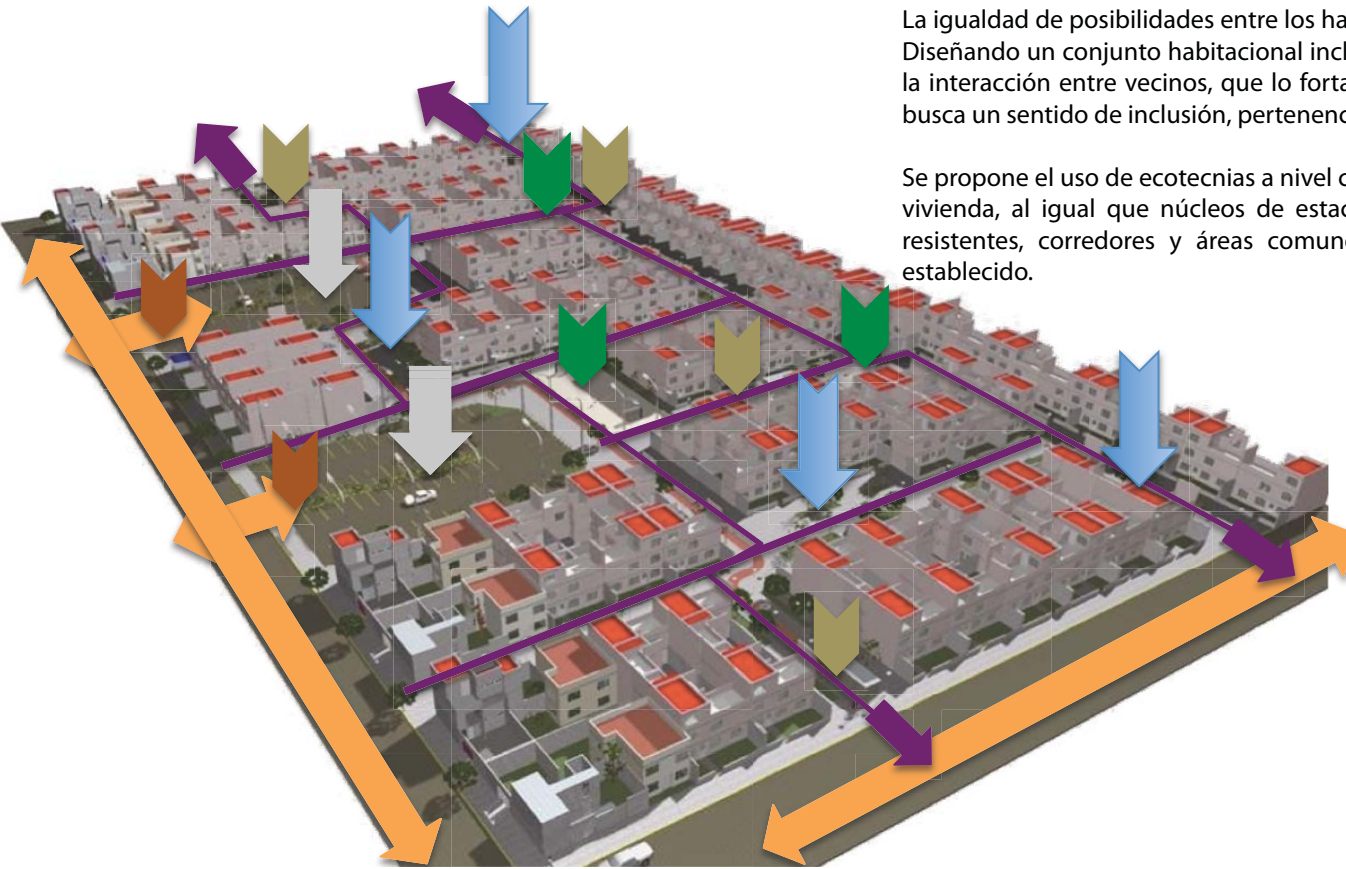 La igualdad de posibilidades entre los ha
Diseñando un conjunto habitacional incl
la interacción entre vecinos, que lo forta
busca un sentido de inclusión, pertenenc
Se propone el uso de ecotecnias a nivel c
vivienda, al igual que núcleos de estac
resistentes, corredores y áreas comun
establecido.